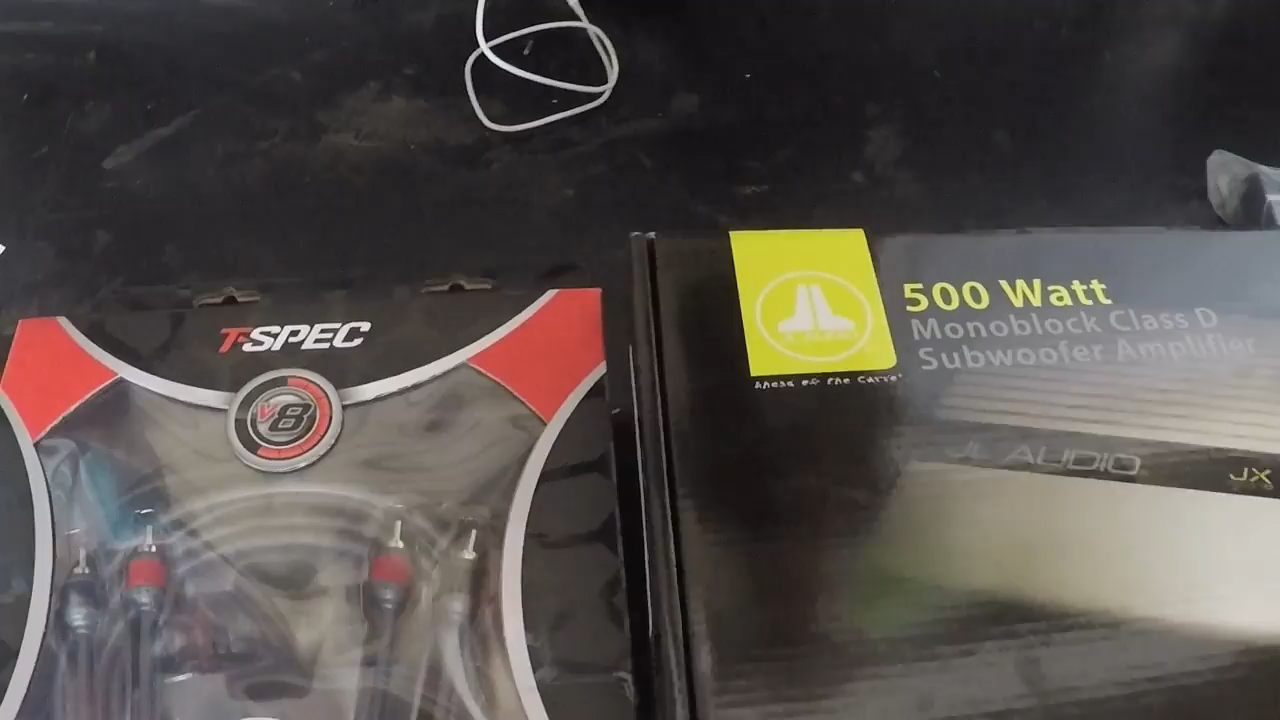 T-SPEC
v8
500 Watt
Monoblock Class D
Subwoofer Amplifier
Ahead of the Curve
JL AUDIO
JX